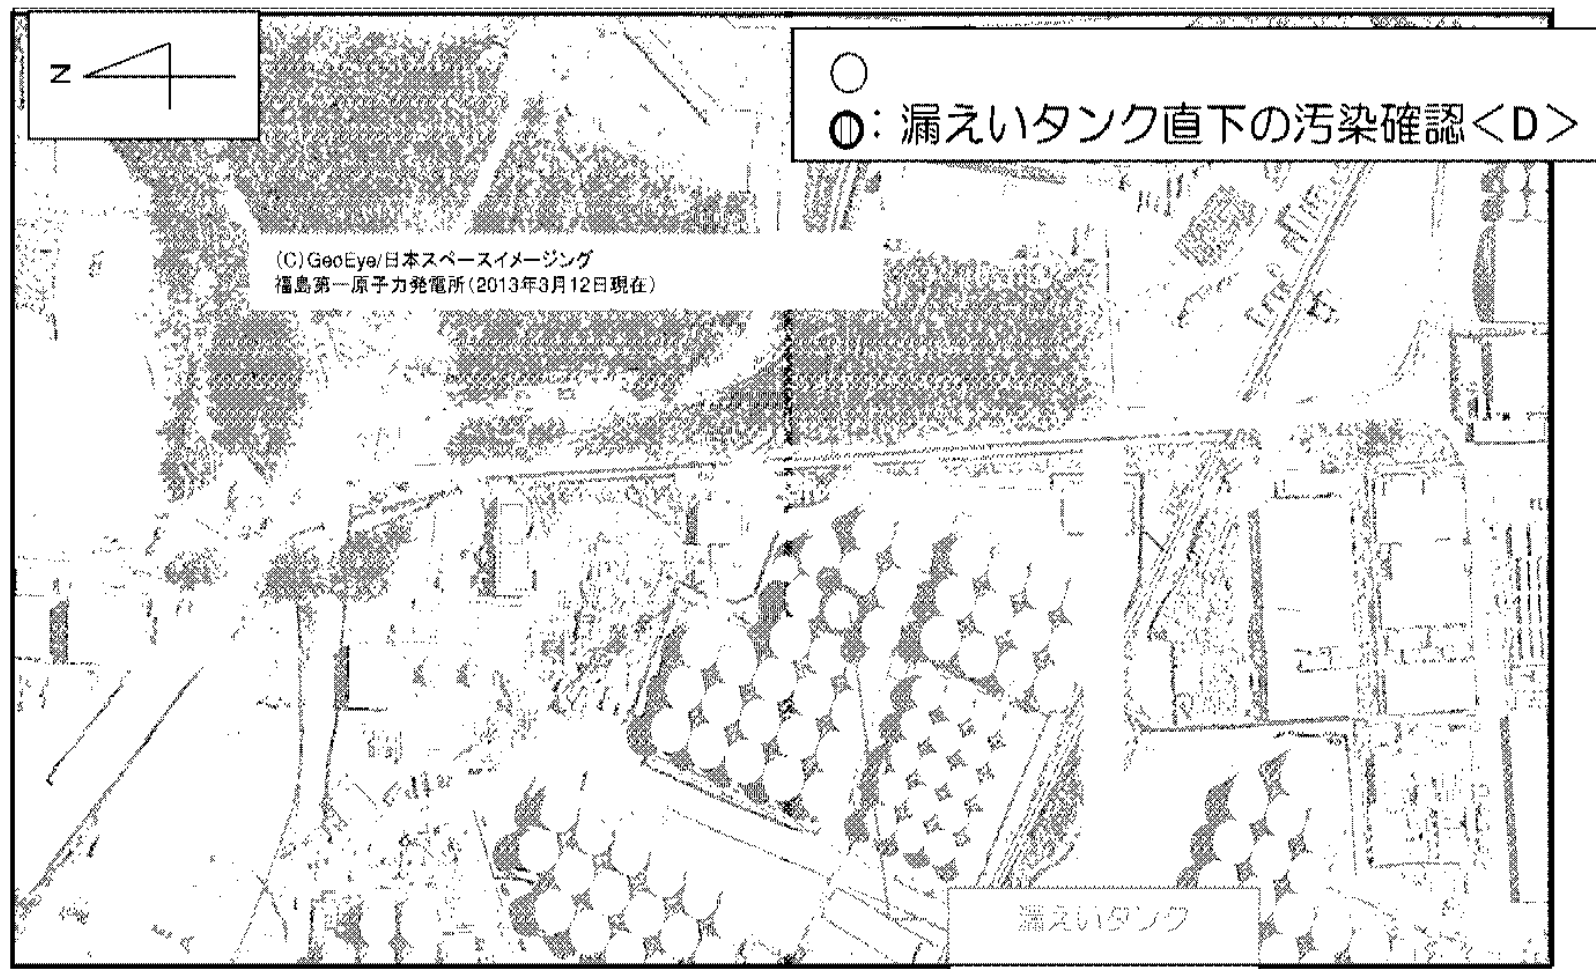 N
：漏えいタンク直下の汚染確認＜D＞
(C)GeoEye/日本スペースイメージング
福島第一原子力発電所(2013年3月12日現在)
漏えいタンク